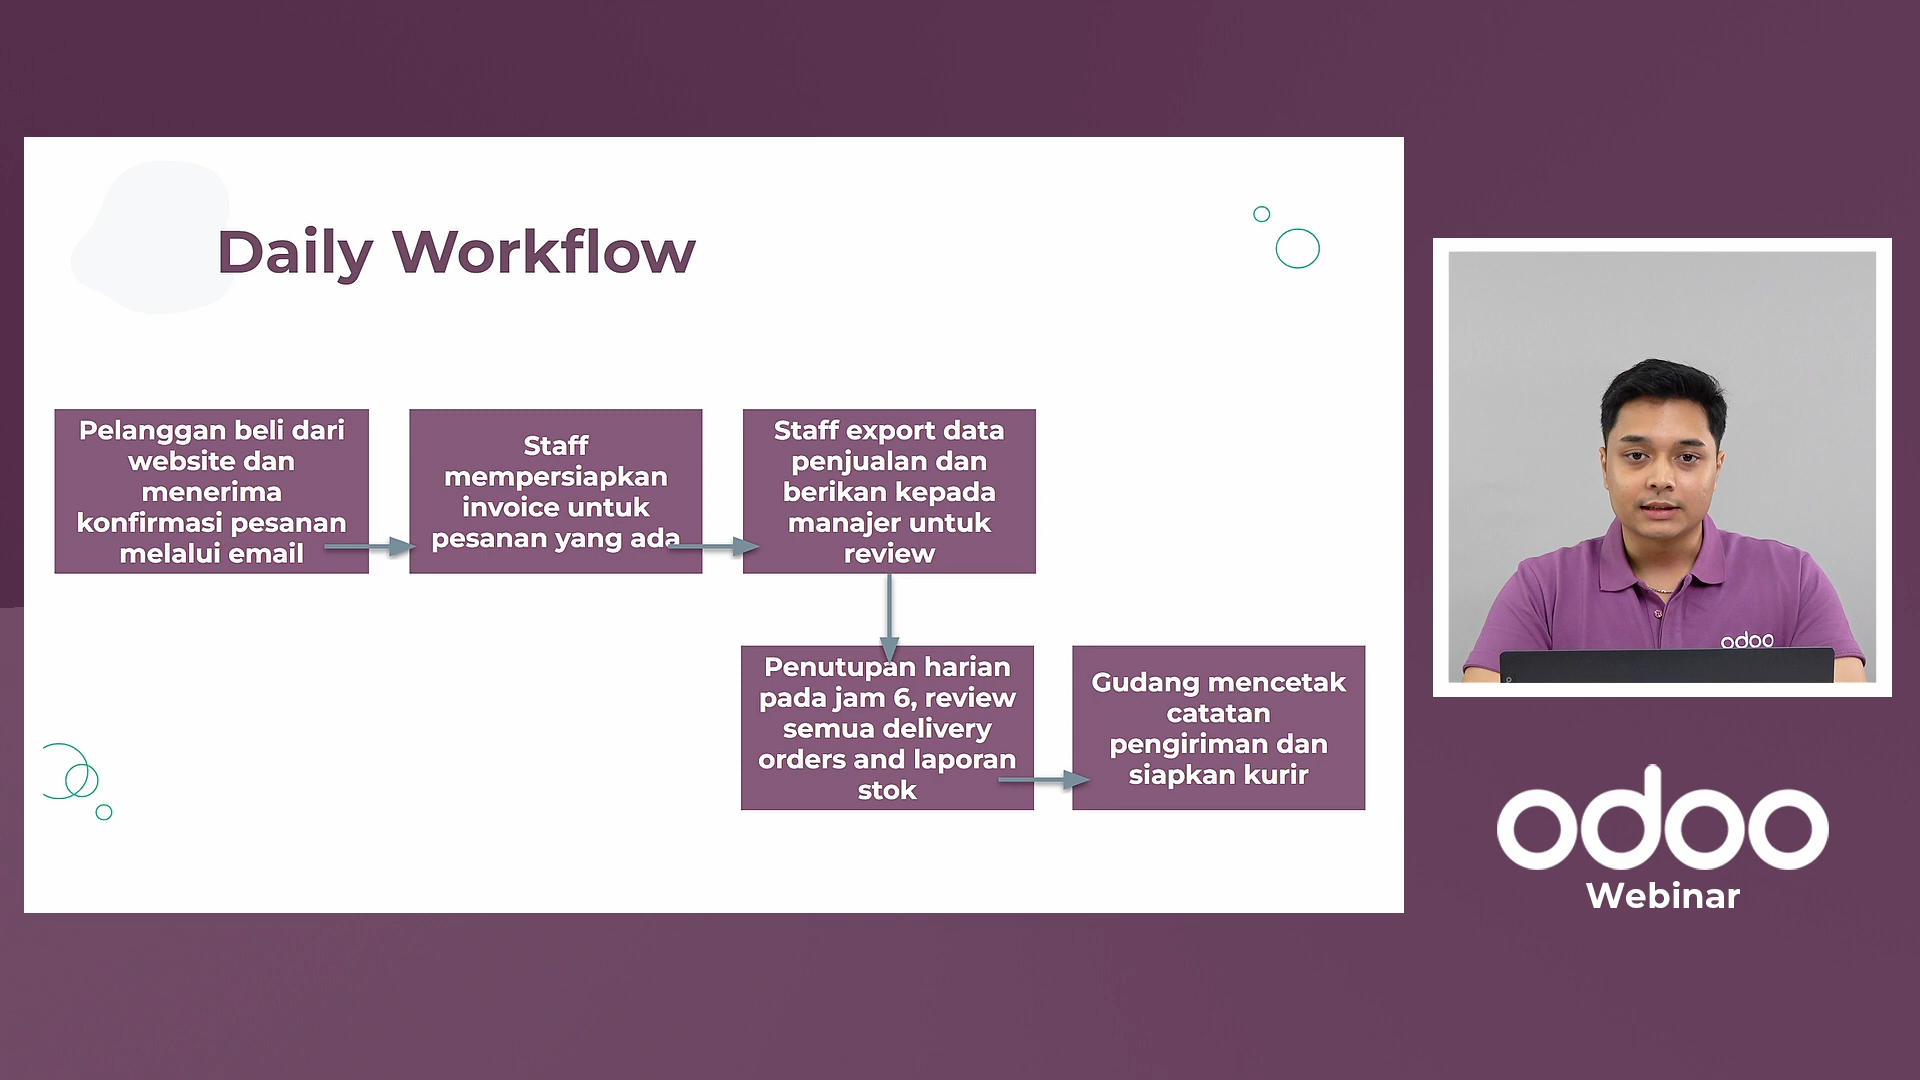 Daily Workflow
Pelanggan beli dari
website dan
menerima
konfirmasi pesanan
melalui email
Staff
mempersiapkan
invoice untuk
pesanan yang ada
Staff export data
penjualan dan
berikan kepada
manajer untuk
review
Penutupan harian
pada jam 6, review
semua delivery
orders and laporan
stok
Gudang mencetak
catatan
pengiriman dan
siapkan kurir
odoo
odoo
Webinar